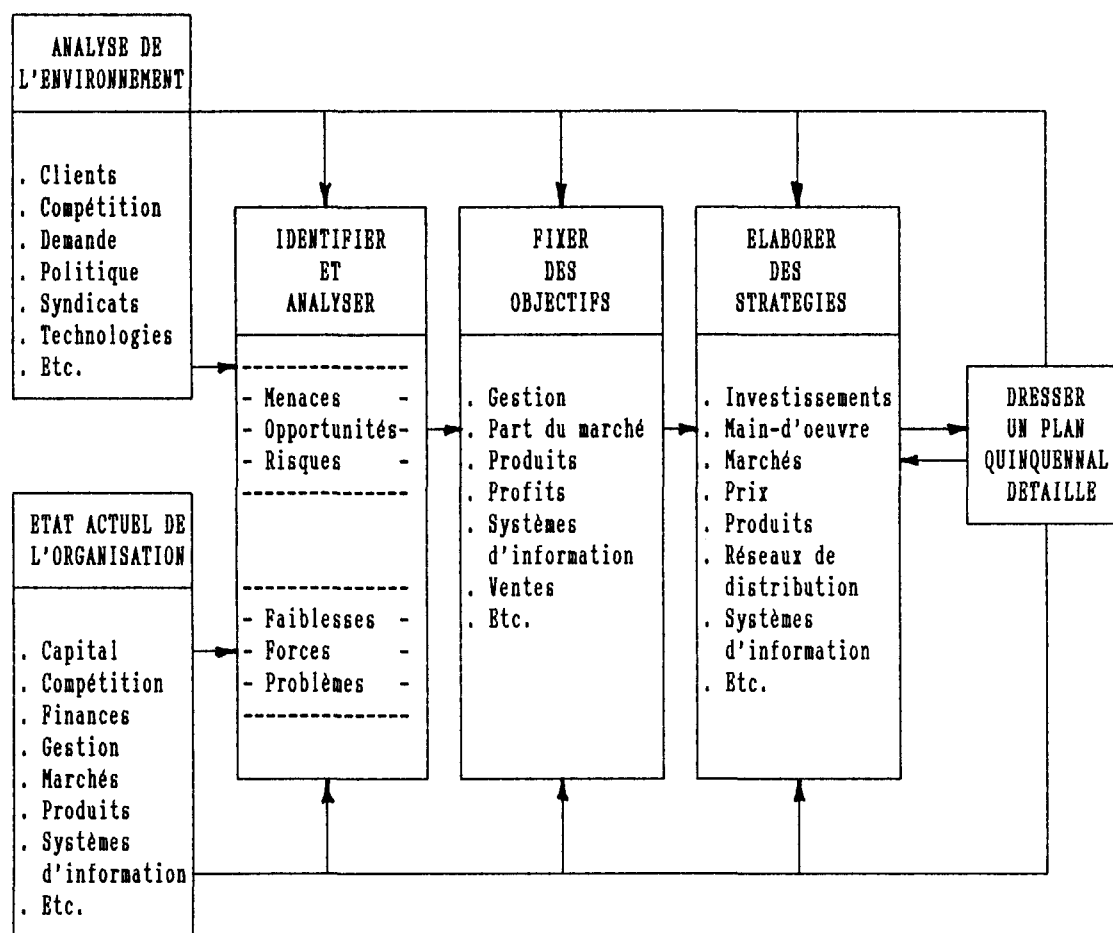 ANALYSE DE
L'ENVIRONNEMENT
. Clients
. Compétition
. Demande
. Politique
. Syndicats
. Technologies
. Etc.
ETAT ACTUEL DE
L'ORGANISATION
. Capital
. Compétition
. Finances
. Gestion
. Marchés
. Produits
. Systèmes
d'information
. Etc.
IDENTIFIER
ET
ANALYSER
- Menaces -
- Opportunités-
- Risques -
- Faiblesses -
- Forces -
- Problèmes -
FIXER
DES
OBJECTIFS
. Gestion
. Part du marché
. Produits
. Profits
. Systèmes
d'information
. Ventes
. Etc.
ELABORER
DES
STRATEGIES
. Investissements
. Main-d'oeuvre
. Marchés
. Prix
. Produits
. Réseaux de
distribution
. Systèmes
d'information
. Etc.
DRESSER
UN PLAN
QUINQUENNAL
DETAILLE